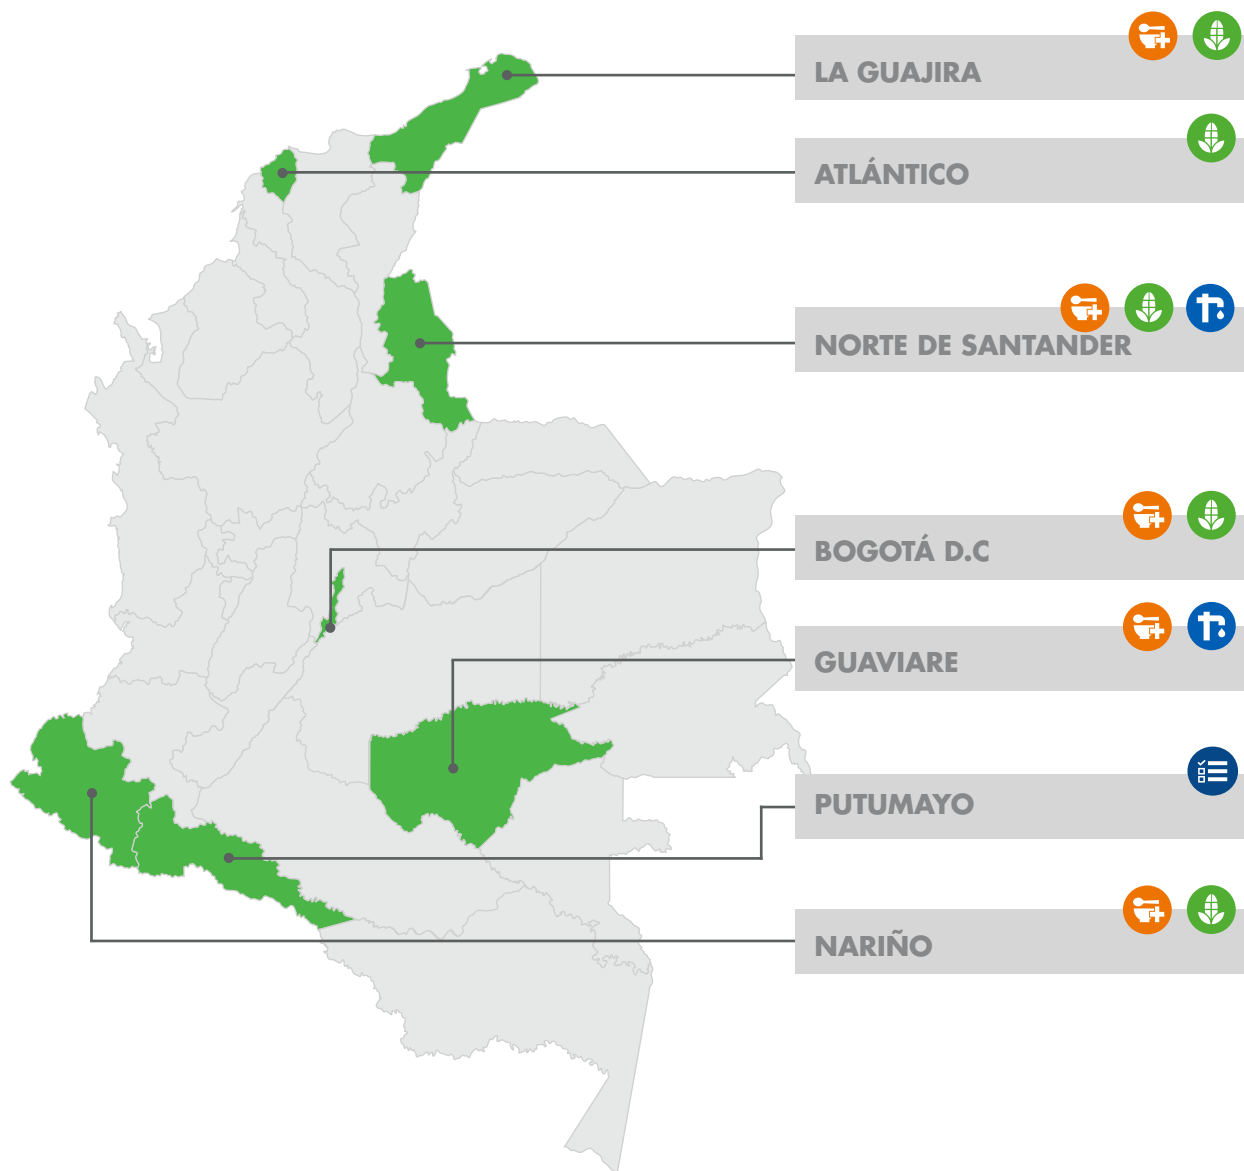 LA GUAJIRA
ATLÁNTICO
NORTE DE SANTANDER
BOGOTÁ D.C
GUAVIARE
PUTUMAYO
NARIÑO